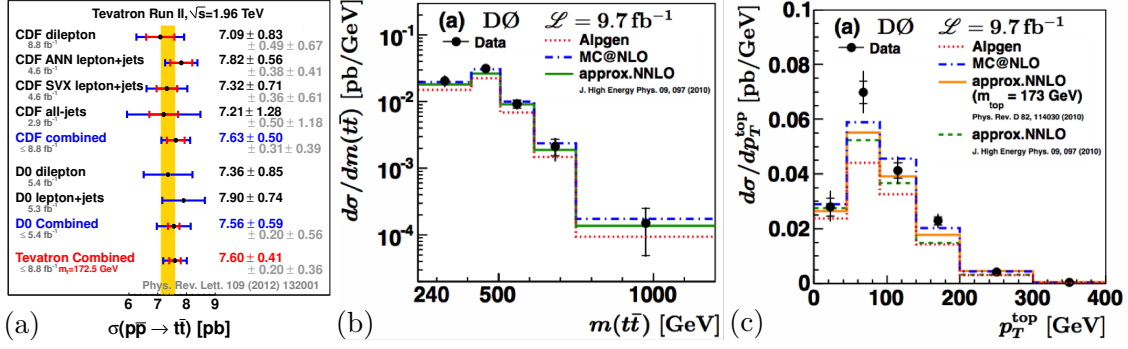 Tevatron Run II, √s=1.96 TeV
CDF dilepton 7.09 ± 0.83
8.8 fb⁻¹ ± 0.49 ± 0.67
CDF ANN lepton+jets 7.82 ± 0.56
4.6 fb⁻¹ ± 0.38 ± 0.41
CDF SVX lepton+jets 7.32 ± 0.71
4.6 fb⁻¹ ± 0.36 ± 0.61
CDF all-jets 7.21 ± 1.28
2.9 fb⁻¹ ± 0.50 ± 1.18
CDF combined 7.63 ± 0.50
≤ 8.8 fb⁻¹ ± 0.31 ± 0.39
D0 dilepton 7.36 ± 0.85
5.4 fb⁻¹
D0 lepton+jets 7.90 ± 0.74
5.3 fb⁻¹
D0 Combined 7.56 ± 0.59
≤ 5.4 fb⁻¹ ± 0.20 ± 0.56
Tevatron Combined 7.60 ± 0.41
≤ 8.8 fb⁻¹ mₜ=172.5 GeV ± 0.20 ± 0.36
Phys. Rev. Lett. 109 (2012) 132001
6 7 8 9
σ(pp̄ → tt̄) [pb]
(a)
(a) DØ ℒ = 9.7 fb⁻¹
Data
Alpgen
MC@NLO
approx.NNLO
J. High Energy Phys. 09, 097 (2010)
dσ/dm(tt̄) [pb/GeV]
10⁻¹
10⁻²
10⁻³
10⁻⁴
240 500 1000
m(tt̄) [GeV]
(b)
(a) DØ ℒ = 9.7 fb⁻¹
Data
Alpgen
MC@NLO
approx.NNLO
(m_top = 173 GeV)
Phys. Rev. D 82, 114030 (2010)
approx.NNLO
J. High Energy Phys. 09, 097 (2010)
dσ/dp_T^top [pb/GeV]
0.1
0.08
0.06
0.04
0.02
0
0 100 200 300 400
p_T^top [GeV]
(c)